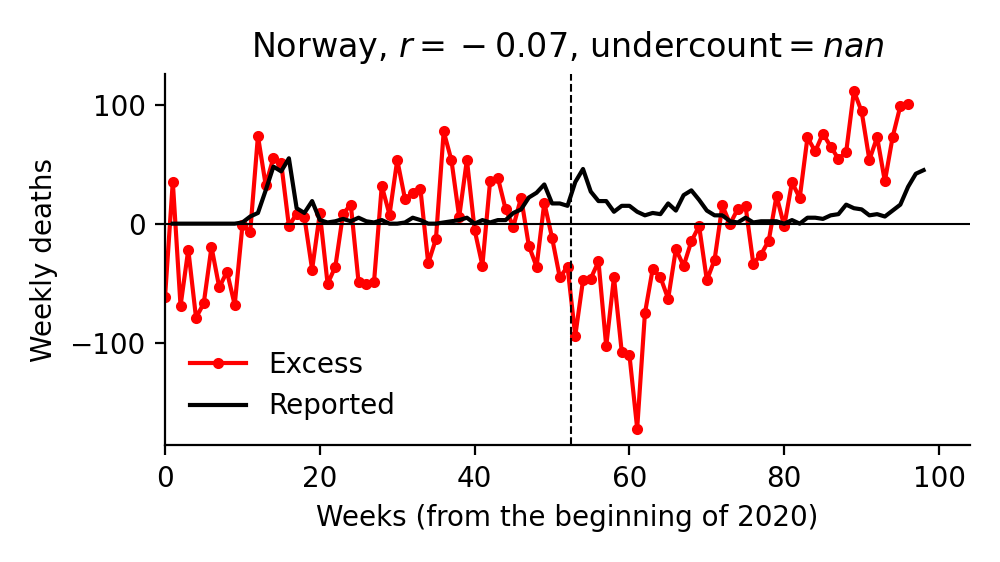 Norway, r = −0.07, undercount = nan
Weekly deaths
100
0
−100
Excess
Reported
0 20 40 60 80 100
Weeks (from the beginning of 2020)